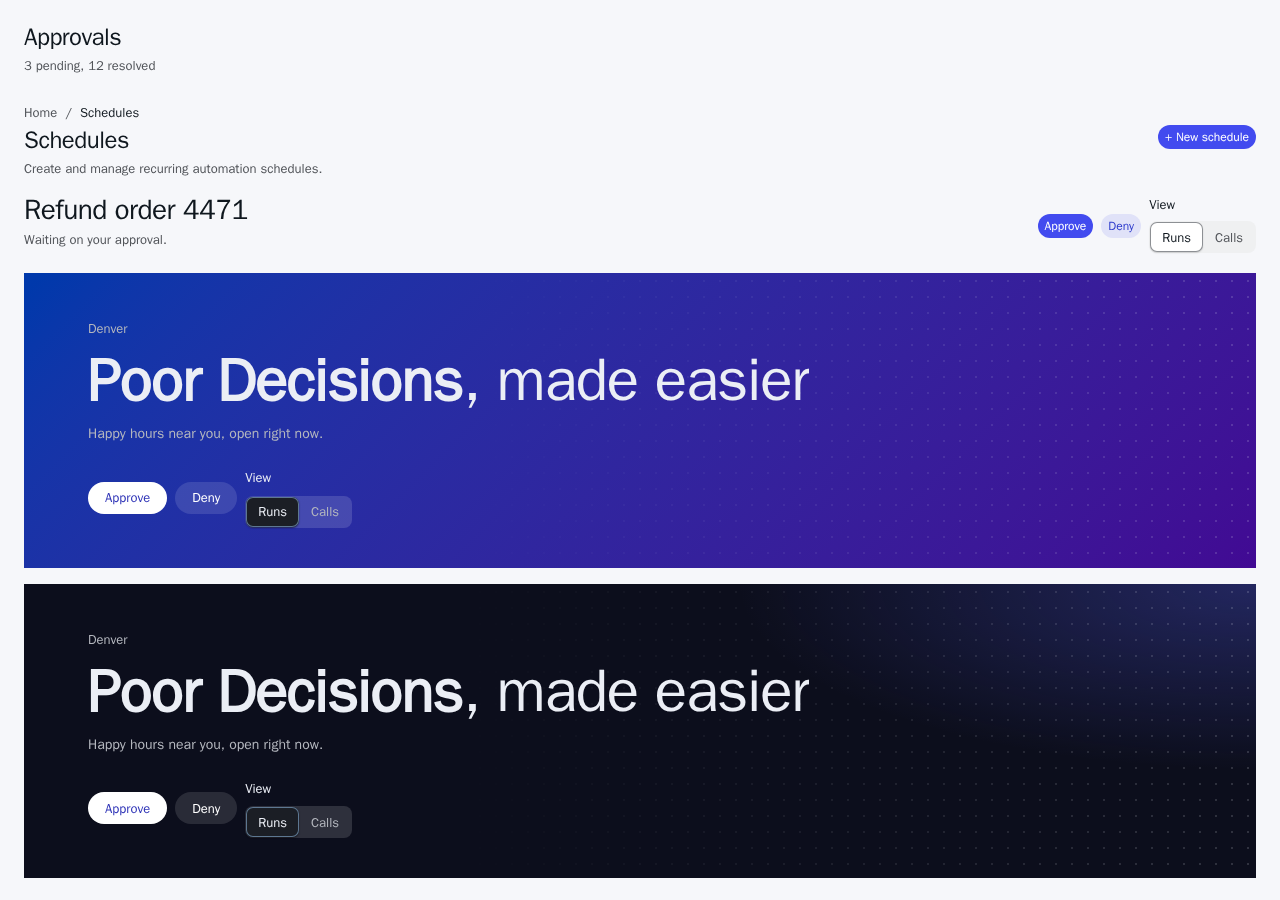 Approvals
3 pending, 12 resolved
Home / Schedules
Schedules
+ New schedule
Create and manage recurring automation schedules.
Refund order 4471
Waiting on your approval.
Approve
Deny
View
Runs
Calls
Denver
Poor Decisions, made easier
Happy hours near you, open right now.
Approve
Deny
View
Runs
Calls
Denver
Poor Decisions, made easier
Happy hours near you, open right now.
Approve
Deny
View
Runs
Calls